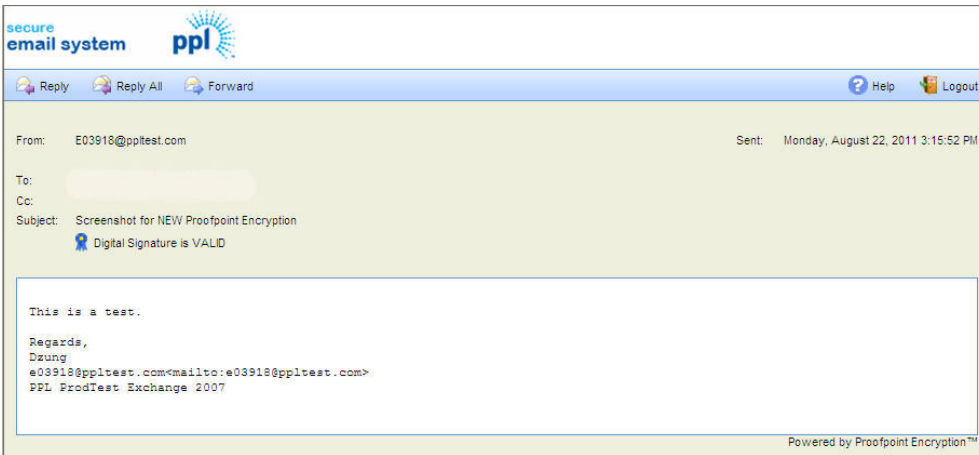 secure
email system
ppl
Reply Reply All Forward Help Logout
From: E03918@ppltest.com Sent: Monday, August 22, 2011 3:15:52 PM
To:
Cc:
Subject: Screenshot for NEW Proofpoint Encryption
Digital Signature is VALID
This is a test.
Regards,
Dzung
e03918@ppltest.com<mailto:e03918@ppltest.com>
PPL ProdTest Exchange 2007
Powered by Proofpoint Encryption™